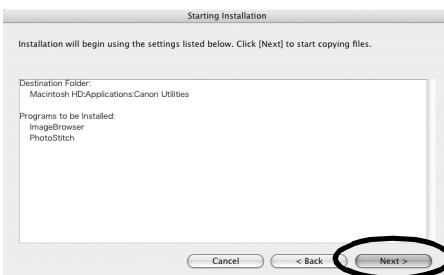 Starting Installation
Installation will begin using the settings listed below. Click [Next] to start copying files.
Destination Folder:
Macintosh HD:Applications:Canon Utilities
Programs to be Installed:
ImageBrowser
PhotoStitch
Cancel
< Back
Next >